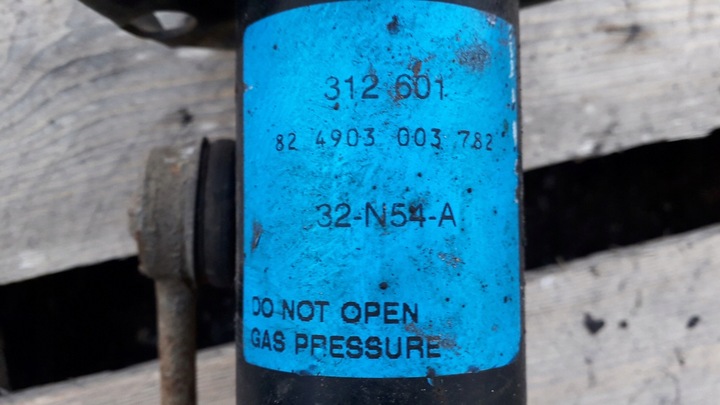 312 601
82 4903 003 782
32-N54-A
DO NOT OPEN
GAS PRESSURE